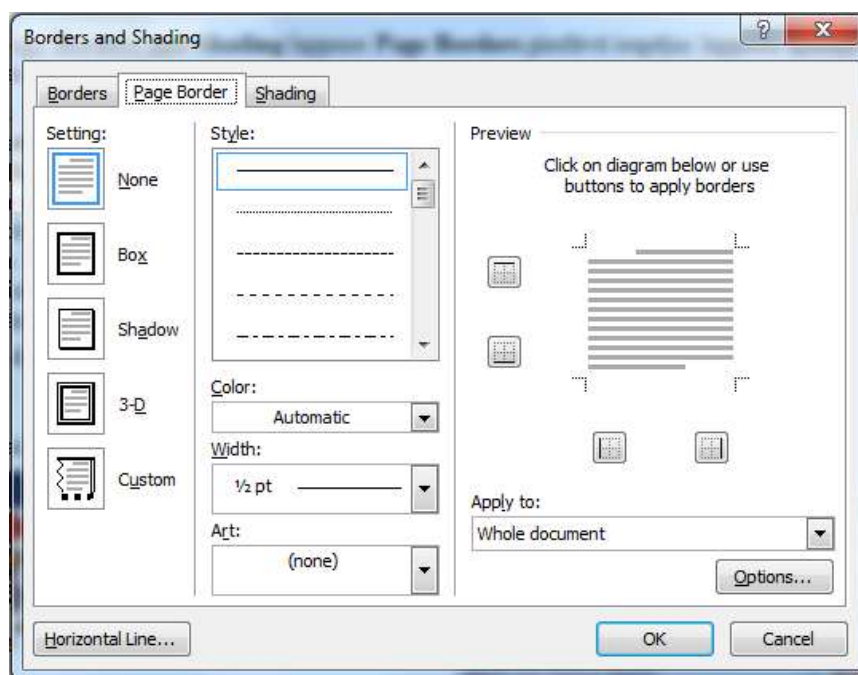 Borders and Shading
Borders
Page Border
Shading
Setting:
None
Box
Shadow
3-D
Custom
Style:
Color:
Automatic
Width:
½ pt
Art:
(none)
Preview
Click on diagram below or use
buttons to apply borders
Apply to:
Whole document
Options...
Horizontal Line...
OK
Cancel